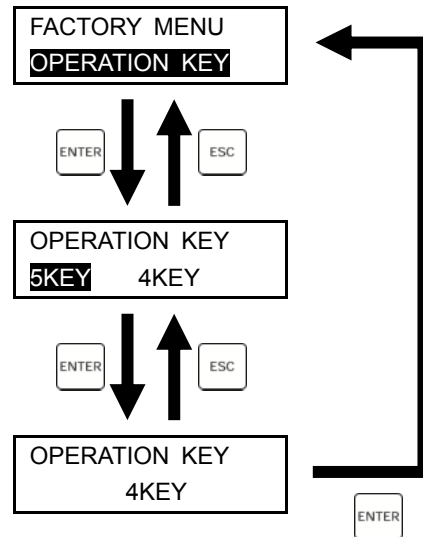 FACTORY MENU
OPERATION KEY
ENTER
ESC
OPERATION KEY
5KEY 4KEY
ENTER
ESC
OPERATION KEY
4KEY
ENTER